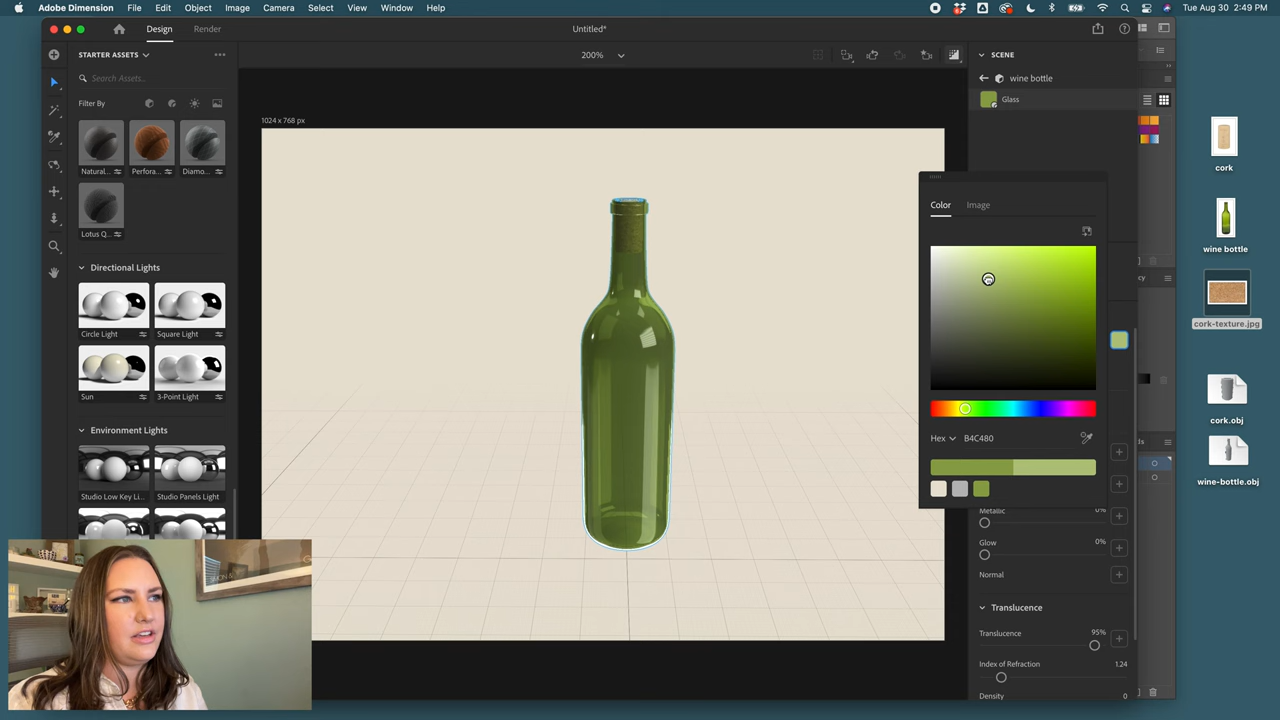 Adobe Dimension File Edit Object Image Camera Select View Window Help Tue Aug 30 2:49 PM
Design Render Untitled*
STARTER ASSETS
200%
SCENE
Search Assets...
wine bottle
Filter By
Glass
1024 x 768 px
Natural... Perfora... Diamo...
Lotus Q...
cork
Color Image
wine bottle
Directional Lights
Circle Light Square Light
cork-texture.jpg
Sun 3-Point Light
cork.obj
Environment Lights
Hex B4C480
Studio Low Key Li... Studio Panels Light
wine-bottle.obj
Metallic 0%
Glow 0%
Normal
Translucence
Translucence 95%
Index of Refraction 1.24
Density 0